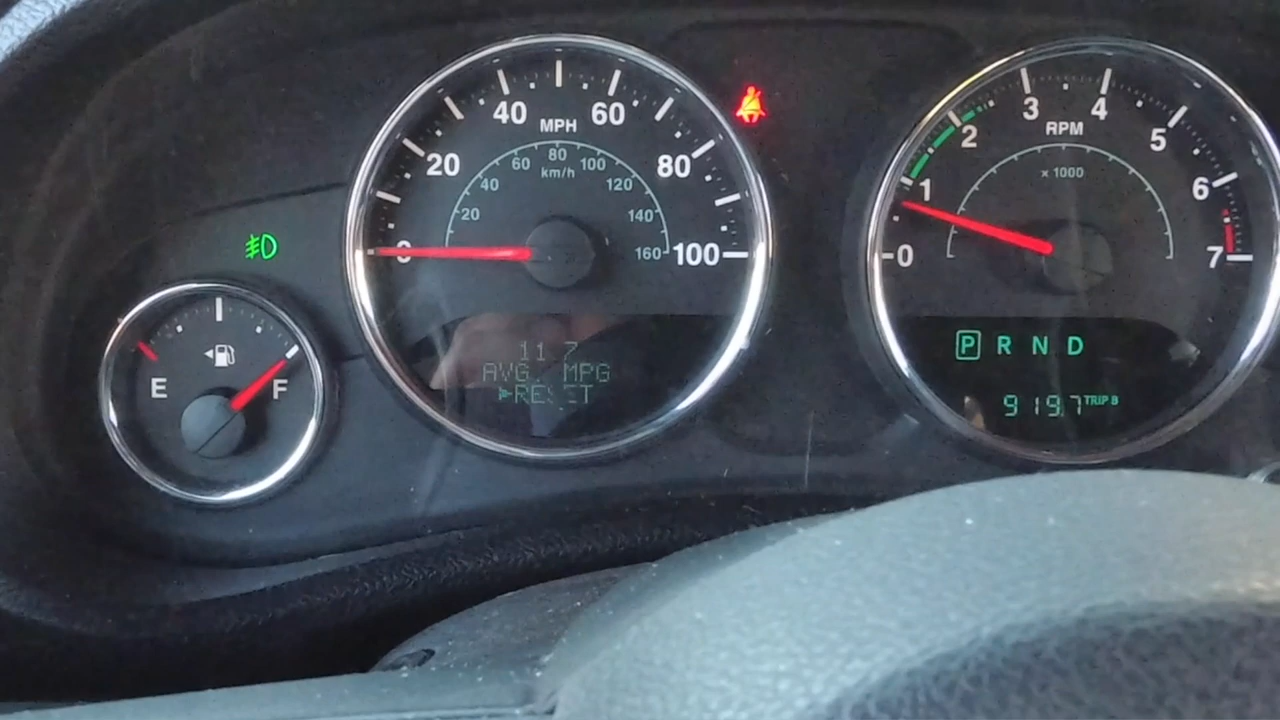 40 60
MPH
20 80
60 80 100
km/h
40 120
20 140
0 160 100
11.7
AVG. MPG
RESET
E F
3 4
2 RPM 5
x 1000
1 6
0 7
P R N D
919.7 TRIP B